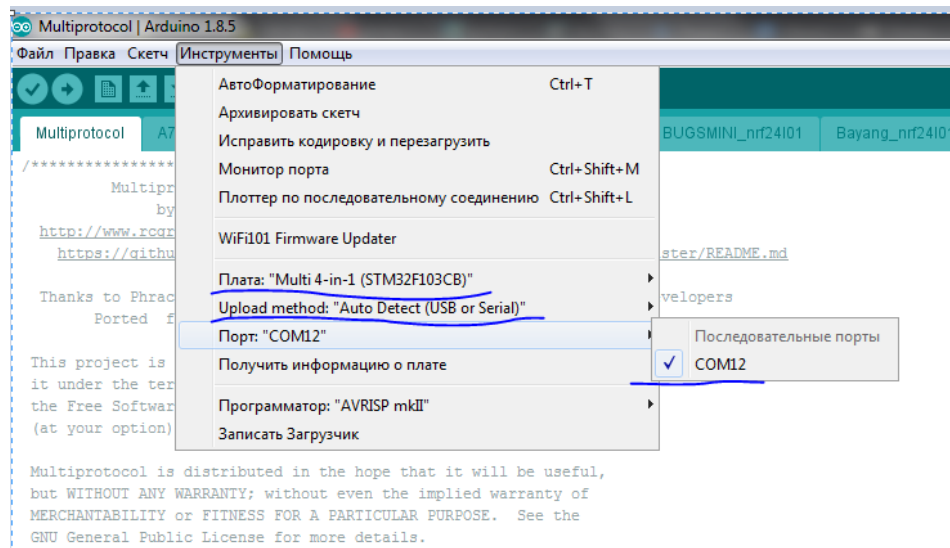 Multiprotocol | Arduino 1.8.5
Файл Правка Скетч Инструменты Помощь
Multiprotocol A7 BUGSMINI_nrf24l01 Bayang_nrf24l0
АвтоФорматирование Ctrl+T
Архивировать скетч
Исправить кодировку и перезагрузить
Монитор порта Ctrl+Shift+M
Плоттер по последовательному соединению Ctrl+Shift+L
WiFi101 Firmware Updater
Плата: "Multi 4-in-1 (STM32F103CB)"
Upload method: "Auto Detect (USB or Serial)"
Порт: "COM12"
Получить информацию о плате
Программатор: "AVRISP mkII"
Записать Загрузчик
Последовательные порты
COM12
/*****************
Multipr
by
http://www.rcgr
https://githu ster/README.md
Thanks to Phrac velopers
Ported f
This project is
it under the ter
the Free Softwar
(at your option)
Multiprotocol is distributed in the hope that it will be useful,
but WITHOUT ANY WARRANTY; without even the implied warranty of
MERCHANTABILITY or FITNESS FOR A PARTICULAR PURPOSE. See the
GNU General Public License for more details.